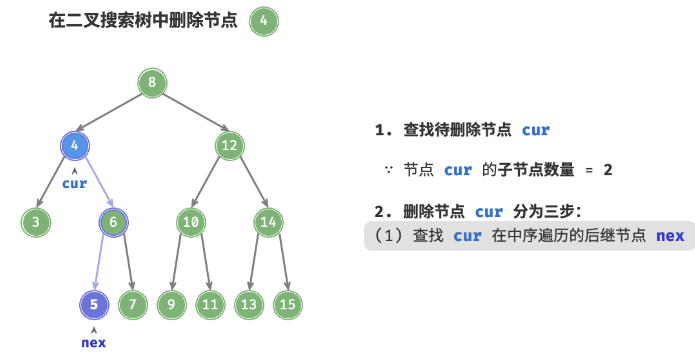 在二叉搜索树中删除节点 4
8
4
12
cur
3
6
10
14
5
7
9
11
13
15
nex
1. 查找待删除节点 cur
∵ 节点 cur 的子节点数量 = 2
2. 删除节点 cur 分为三步：
(1) 查找 cur 在中序遍历的后继节点 nex